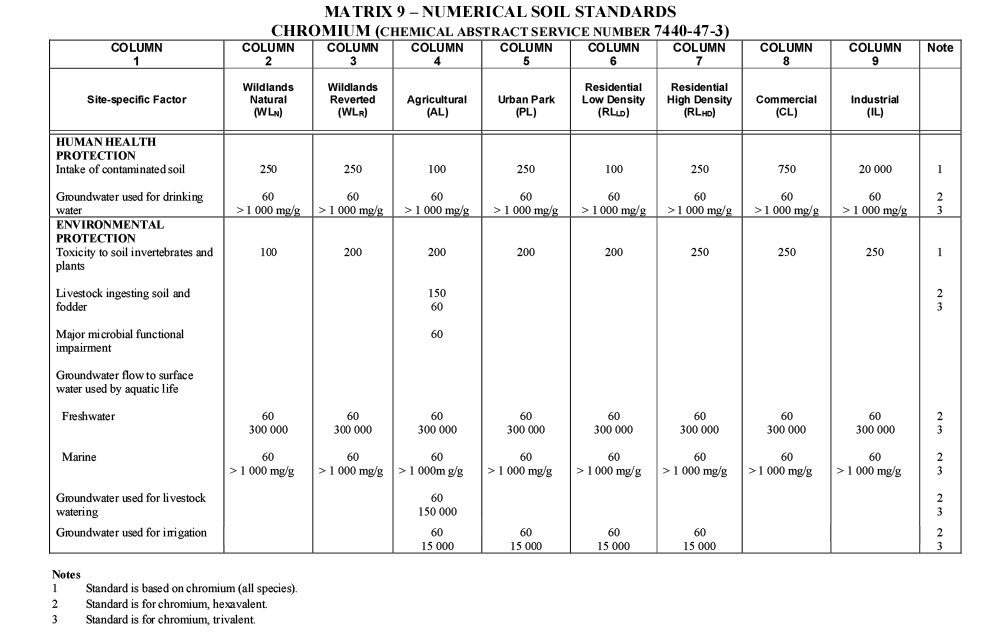 MATRIX 9 – NUMERICAL SOIL STANDARDS
CHROMIUM (CHEMICAL ABSTRACT SERVICE NUMBER 7440-47-3)
COLUMN COLUMN COLUMN COLUMN COLUMN COLUMN COLUMN COLUMN COLUMN Note
1 2 3 4 5 6 7 8 9
Wildlands Wildlands Residential Residential
Site-specific Factor Natural Reverted Agricultural Urban Park Low Density High Density Commercial Industrial
(WLN) (WLR) (AL) (PL) (RLLD) (RLHD) (CL) (IL)
HUMAN HEALTH
PROTECTION
Intake of contaminated soil 250 250 100 250 100 250 750 20 000 1
Groundwater used for drinking 60 60 60 60 60 60 60 60 2
water > 1 000 mg/g > 1 000 mg/g > 1 000 mg/g > 1 000 mg/g > 1 000 mg/g > 1 000 mg/g > 1 000 mg/g > 1 000 mg/g 3
ENVIRONMENTAL
PROTECTION
Toxicity to soil invertebrates and 100 200 200 200 200 250 250 250 1
plants
Livestock ingesting soil and 150 2
fodder 60 3
Major microbial functional 60
impairment
Groundwater flow to surface
water used by aquatic life
Freshwater 60 60 60 60 60 60 60 60 2
300 000 300 000 300 000 300 000 300 000 300 000 300 000 300 000 3
Marine 60 60 60 60 60 60 60 60 2
> 1 000 mg/g > 1 000 mg/g > 1 000m g/g > 1 000 mg/g > 1 000 mg/g > 1 000 mg/g > 1 000 mg/g > 1 000 mg/g 3
Groundwater used for livestock 60 2
watering 150 000 3
Groundwater used for irrigation 60 60 60 60 2
15 000 15 000 15 000 15 000 3
Notes
1 Standard is based on chromium (all species).
2 Standard is for chromium, hexavalent.
3 Standard is for chromium, trivalent.